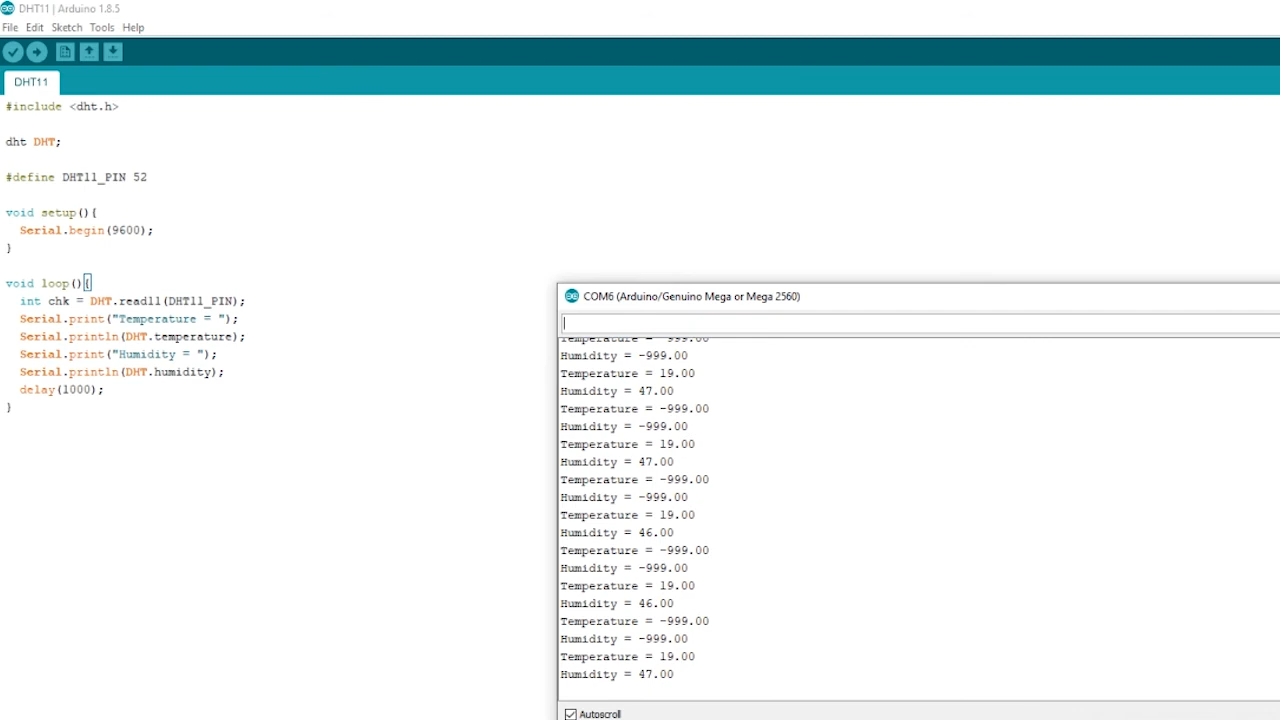 DHT11 | Arduino 1.8.5
File Edit Sketch Tools Help
DHT11
#include <dht.h>
dht DHT;
#define DHT11_PIN 52
void setup(){
Serial.begin(9600);
}
void loop(){
int chk = DHT.read11(DHT11_PIN);
Serial.print("Temperature = ");
Serial.println(DHT.temperature);
Serial.print("Humidity = ");
Serial.println(DHT.humidity);
delay(1000);
}
COM6 (Arduino/Genuino Mega or Mega 2560)
Temperature = -999.00
Humidity = -999.00
Temperature = 19.00
Humidity = 47.00
Temperature = -999.00
Humidity = -999.00
Temperature = 19.00
Humidity = 47.00
Temperature = -999.00
Humidity = -999.00
Temperature = 19.00
Humidity = 46.00
Temperature = -999.00
Humidity = -999.00
Temperature = 19.00
Humidity = 46.00
Temperature = -999.00
Humidity = -999.00
Temperature = 19.00
Humidity = 47.00
Autoscroll